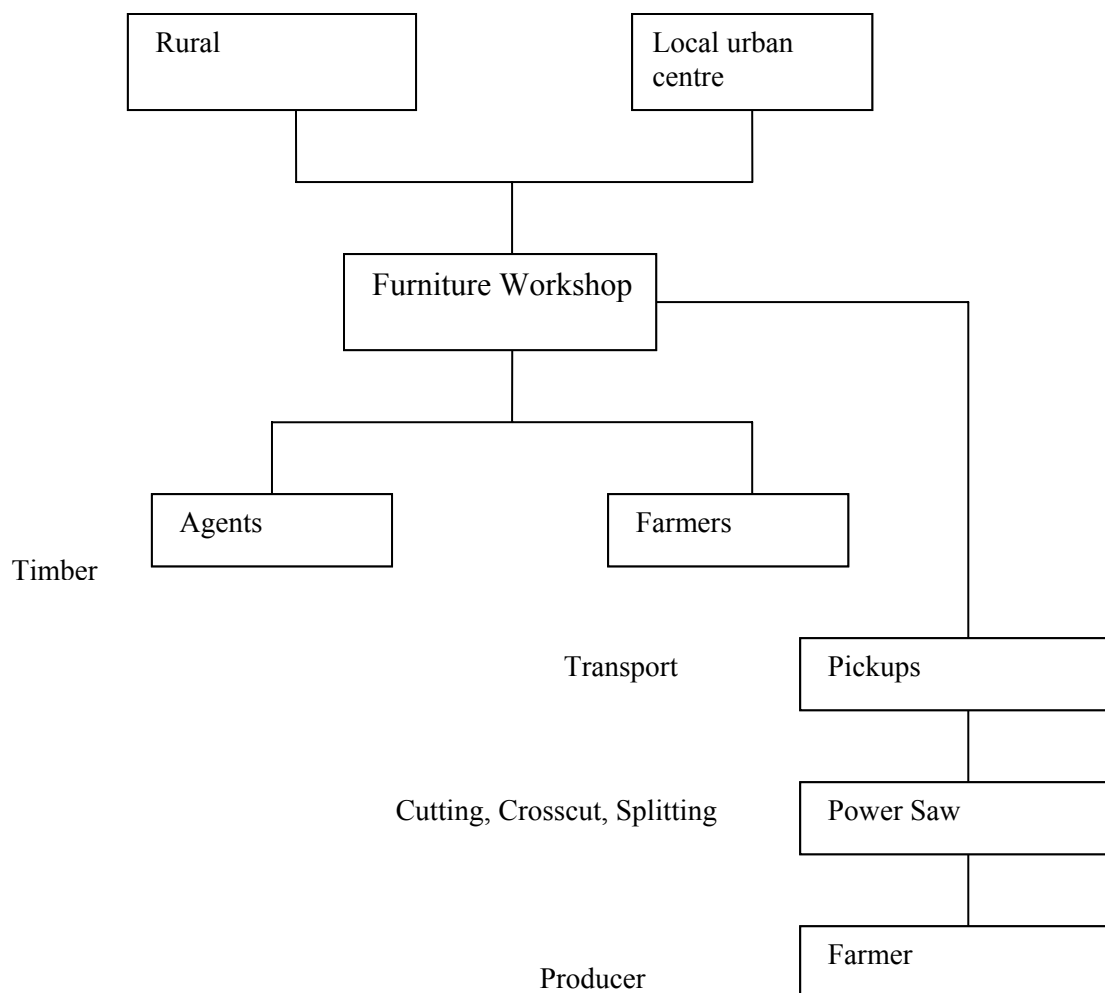 Rural
Local urban
centre
Furniture Workshop
Agents
Farmers
Timber
Transport
Pickups
Cutting, Crosscut, Splitting
Power Saw
Farmer
Producer